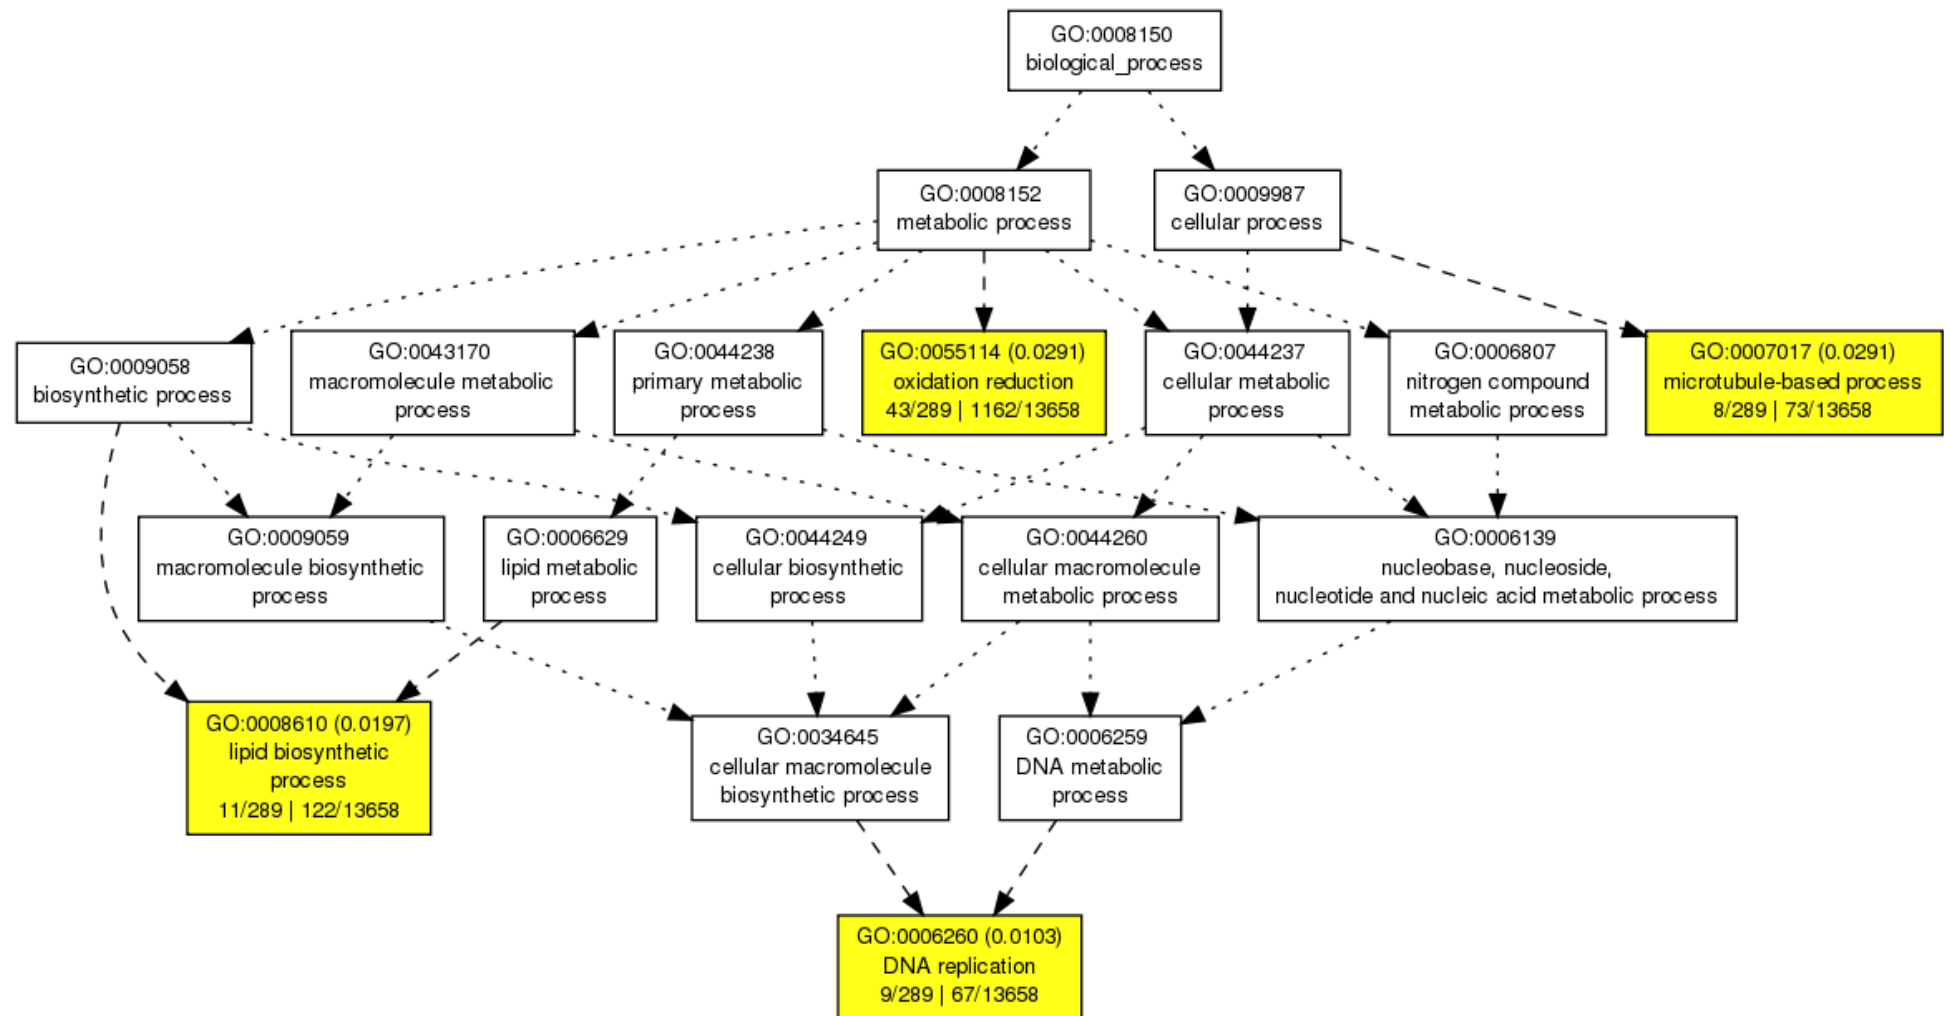 GO:0008150
biological_process
GO:0008152
metabolic process
GO:0009987
cellular process
GO:0009058
biosynthetic process
GO:0043170
macromolecule metabolic
process
GO:0044238
primary metabolic
process
GO:0055114 (0.0291)
oxidation reduction
43/289 | 1162/13658
GO:0044237
cellular metabolic
process
GO:0006807
nitrogen compound
metabolic process
GO:0007017 (0.0291)
microtubule-based process
8/289 | 73/13658
GO:0009059
macromolecule biosynthetic
process
GO:0006629
lipid metabolic
process
GO:0044249
cellular biosynthetic
process
GO:0044260
cellular macromolecule
metabolic process
GO:0006139
nucleobase, nucleoside,
nucleotide and nucleic acid metabolic process
GO:0008610 (0.0197)
lipid biosynthetic
process
11/289 | 122/13658
GO:0034645
cellular macromolecule
biosynthetic process
GO:0006259
DNA metabolic
process
GO:0006260 (0.0103)
DNA replication
9/289 | 67/13658